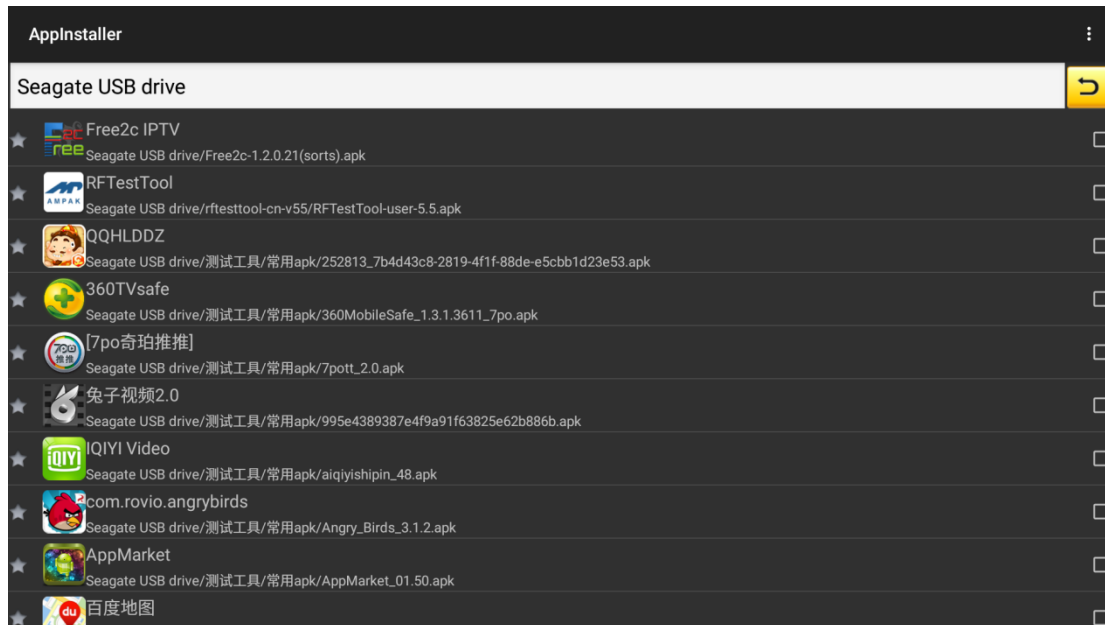 AppInstaller
Seagate USB drive
Free2c IPTV
Seagate USB drive/Free2c-1.2.0.21(sorts).apk
AMPAK
RFTestTool
Seagate USB drive/rftesttool-cn-v55/RFTestTool-user-5.5.apk
QQHLDDZ
Seagate USB drive/测试工具/常用apk/252813_7b4d43c8-2819-4f1f-88de-e5cbb1d23e53.apk
360TVsafe
Seagate USB drive/测试工具/常用apk/360MobileSafe_1.3.1.3611_7po.apk
7po
推推
[7po奇珀推推]
Seagate USB drive/测试工具/常用apk/7pott_2.0.apk
兔子视频2.0
Seagate USB drive/测试工具/常用apk/995e4389387e4f9a91f63825e62b886b.apk
iQIYI
IQIYI Video
Seagate USB drive/测试工具/常用apk/aiqiyishipin_48.apk
com.rovio.angrybirds
Seagate USB drive/测试工具/常用apk/Angry_Birds_3.1.2.apk
AppMarket
Seagate USB drive/测试工具/常用apk/AppMarket_01.50.apk
du
百度地图